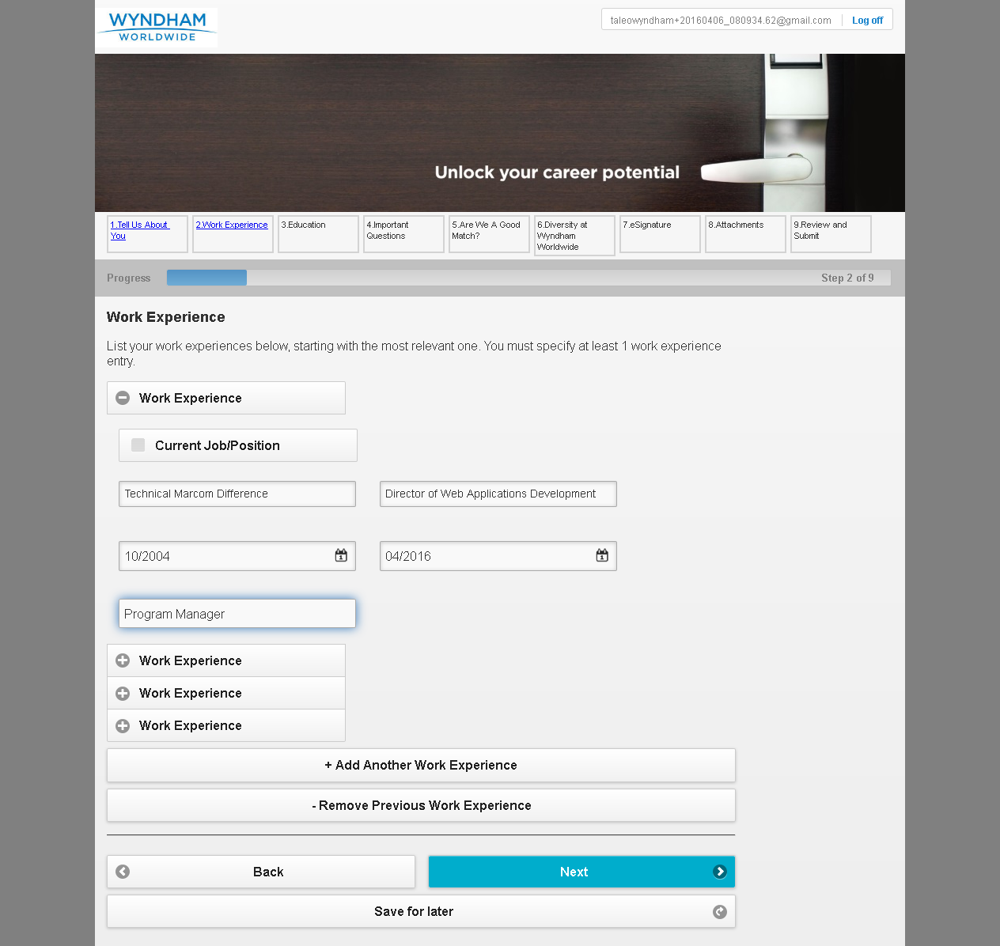 WYNDHAM
WORLDWIDE
taleowyndham+20160406_080934.62@gmail.com
Log off
Unlock your career potential
1.Tell Us About
You
2.Work Experience
3.Education
4.Important
Questions
5.Are We A Good
Match?
6.Diversity at
Wyndham
Worldwide
7.eSignature
8.Attachments
9.Review and
Submit
Progress
Step 2 of 9
Work Experience
List your work experiences below, starting with the most relevant one. You must specify at least 1 work experience
entry.
Work Experience
Current Job/Position
Technical Marcom Difference
Director of Web Applications Development
10/2004
04/2016
Program Manager
Work Experience
Work Experience
Work Experience
+ Add Another Work Experience
- Remove Previous Work Experience
Back
Next
Save for later